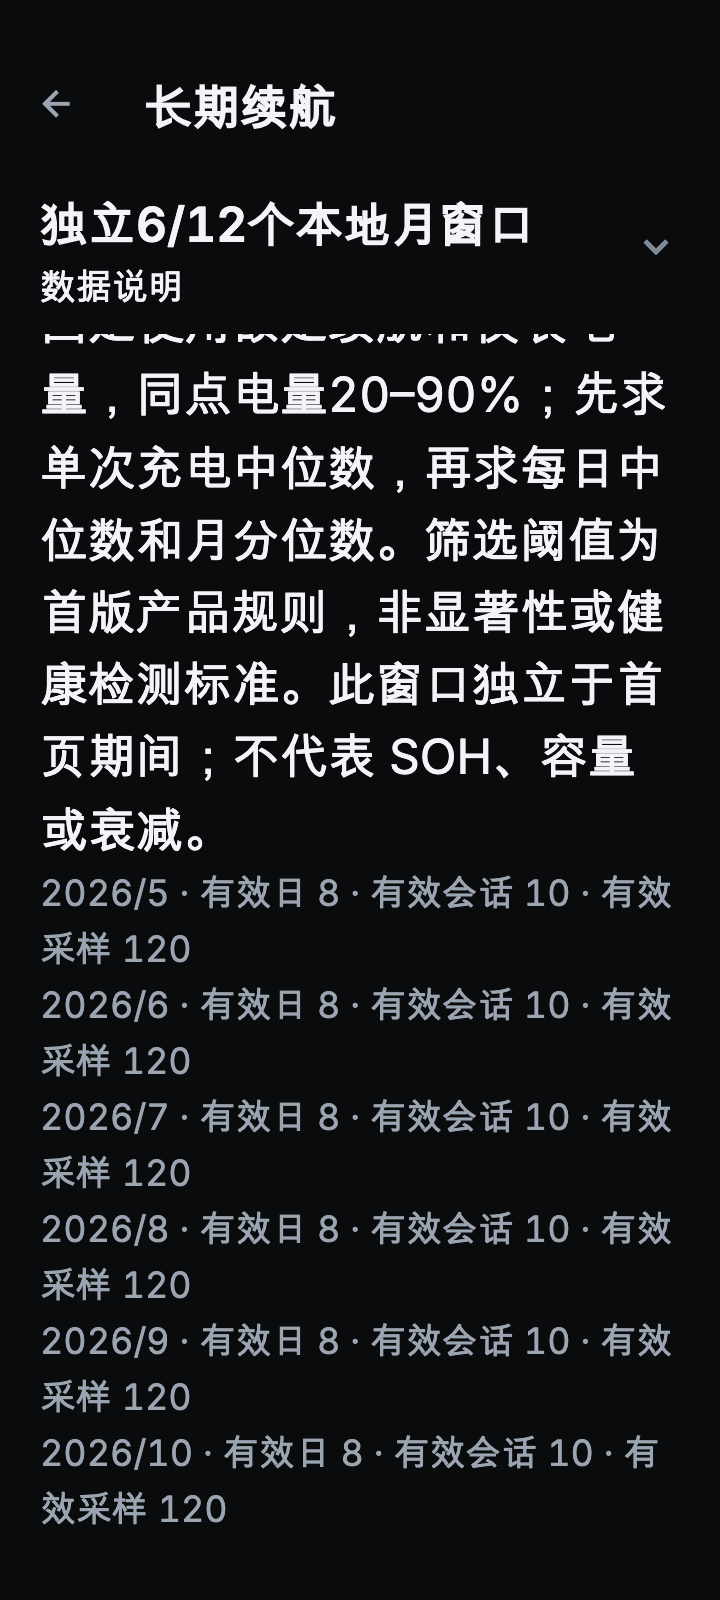 长期续航
独立6/12个本地月窗口
数据说明
量，同点电量20–90%；先求
单次充电中位数，再求每日中
位数和月分位数。筛选阈值为
首版产品规则，非显著性或健
康检测标准。此窗口独立于首
页期间；不代表 SOH、容量
或衰减。
2026/5 · 有效日 8 · 有效会话 10 · 有效
采样 120
2026/6 · 有效日 8 · 有效会话 10 · 有效
采样 120
2026/7 · 有效日 8 · 有效会话 10 · 有效
采样 120
2026/8 · 有效日 8 · 有效会话 10 · 有效
采样 120
2026/9 · 有效日 8 · 有效会话 10 · 有效
采样 120
2026/10 · 有效日 8 · 有效会话 10 · 有
效采样 120